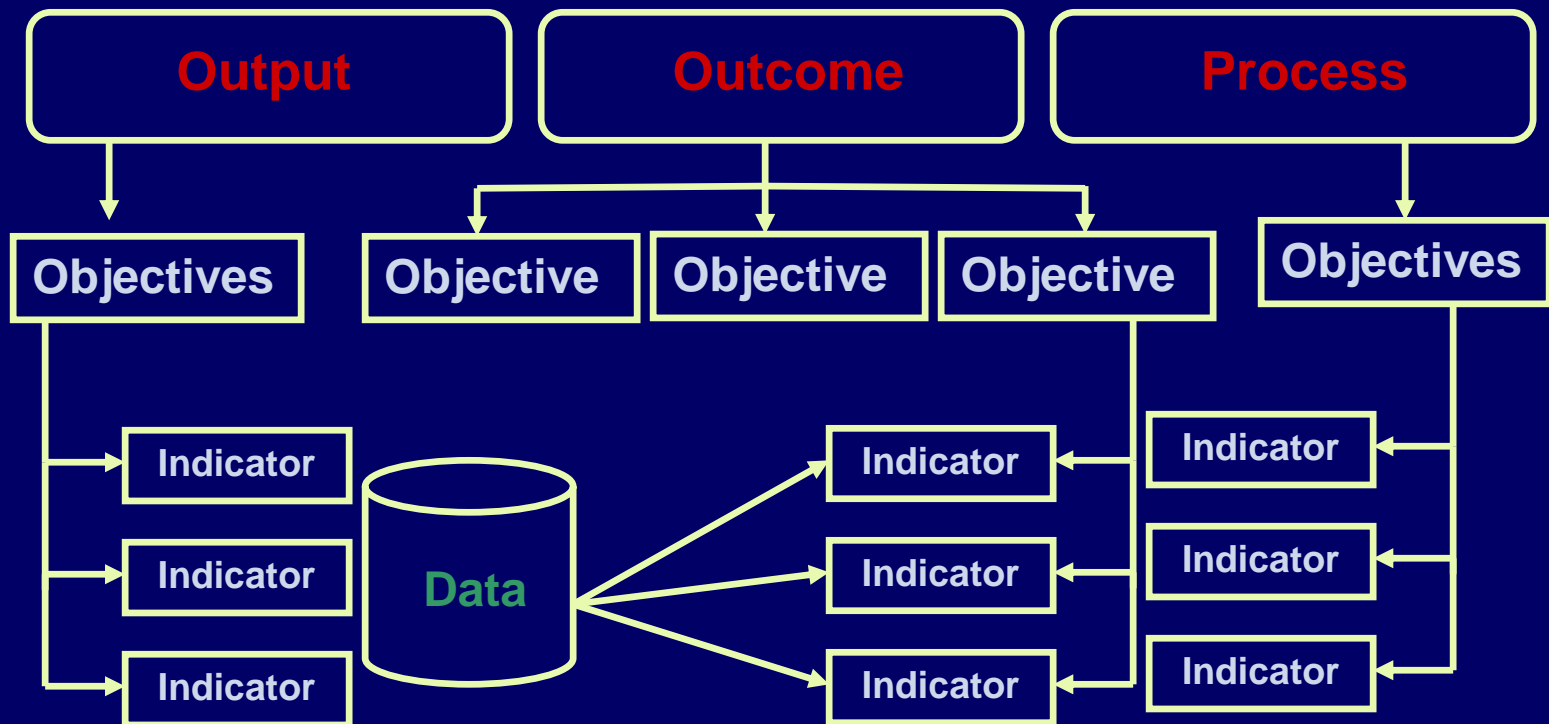 Output
Outcome
Process
Objectives
Objective
Objective
Objective
Objectives
Indicator
Indicator
Indicator
Data
Indicator
Indicator
Indicator
Indicator
Indicator
Indicator